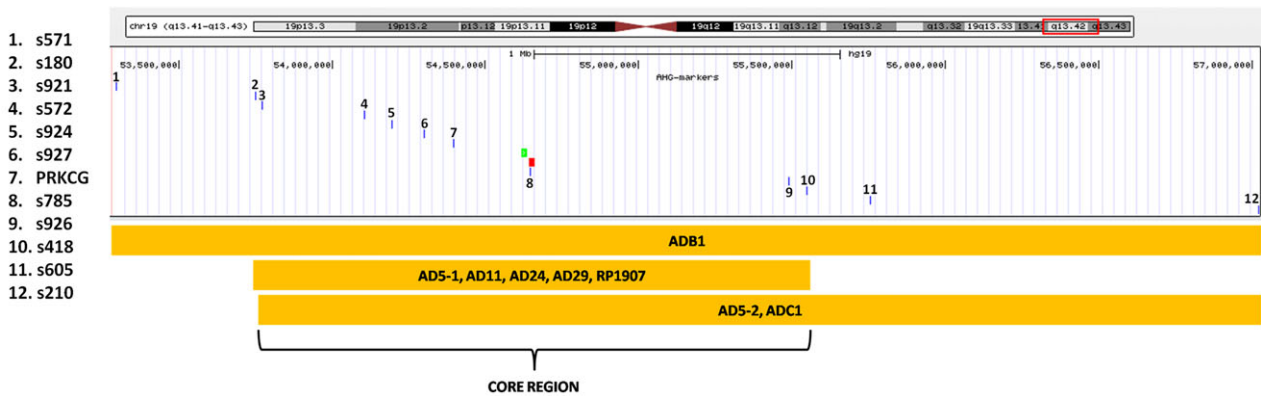 chr19 (q13.41-q13.43) 19p13.3 19p13.2 p13.12 19p13.11 19p12 19q12 19q13.11 q13.12 19q13.2 q13.32 19q13.33 13.41 q13.42 q13.43
1 Mb hg19
53,500,000 54,000,000 54,500,000 55,000,000 55,500,000 56,000,000 56,500,000 57,000,000
AMG-markers
1. s571
2. s180
3. s921
4. s572
5. s924
6. s927
7. PRKCG
8. s785
9. s926
10. s418
11. s605
12. s210
1
2
3
4
5
6
7
8
9
10
11
12
ADB1
AD5-1, AD11, AD24, AD29, RP1907
AD5-2, ADC1
CORE REGION